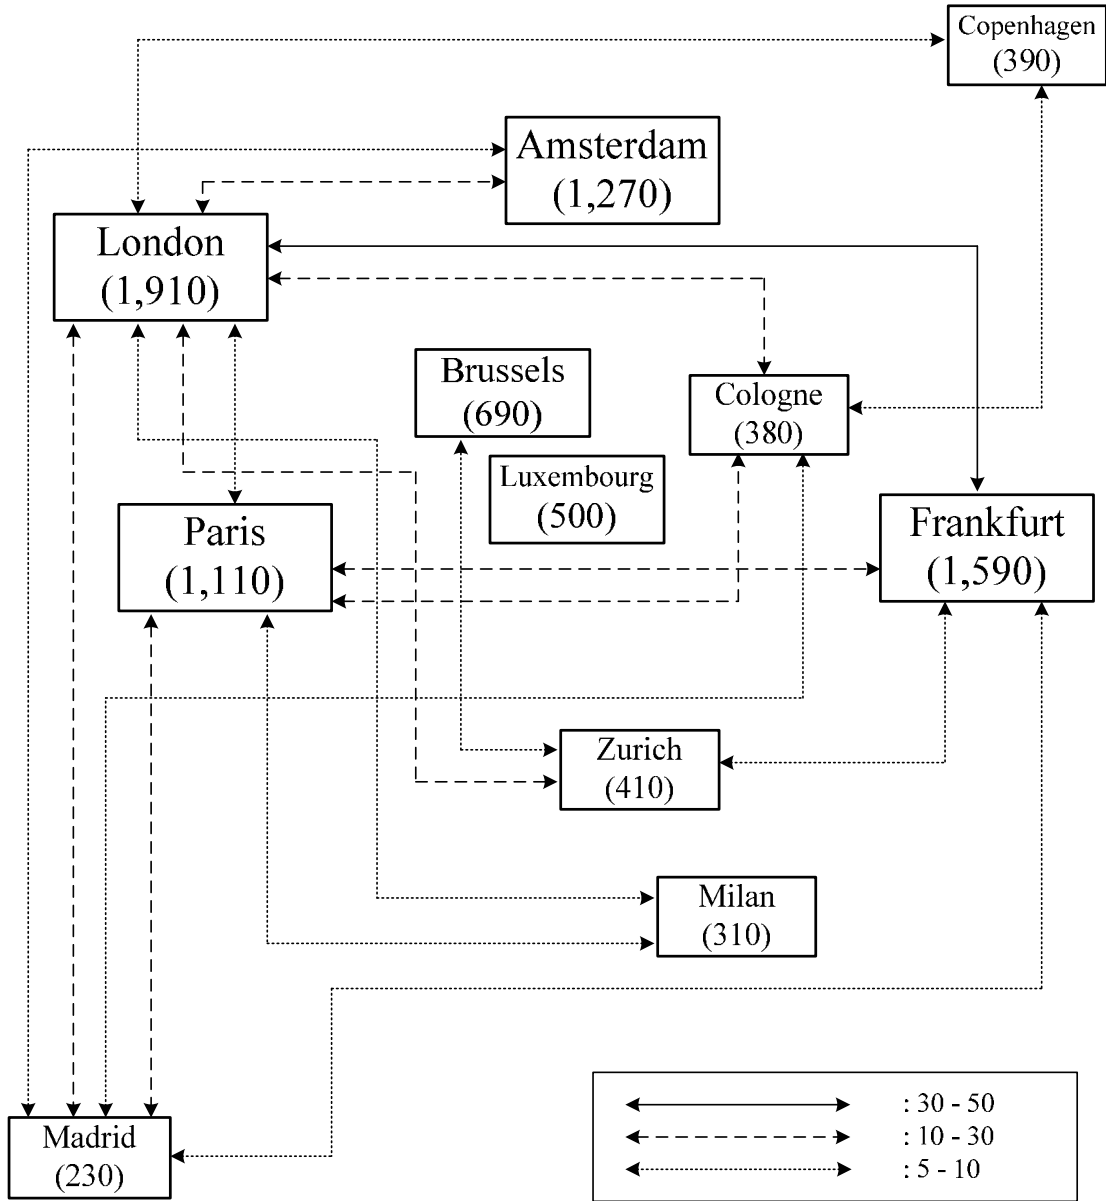 Copenhagen
(390)
Amsterdam
(1,270)
London
(1,910)
Brussels
(690)
Cologne
(380)
Luxembourg
(500)
Paris
(1,110)
Frankfurt
(1,590)
Zurich
(410)
Milan
(310)
Madrid
(230)
: 30 - 50
: 10 - 30
: 5 - 10